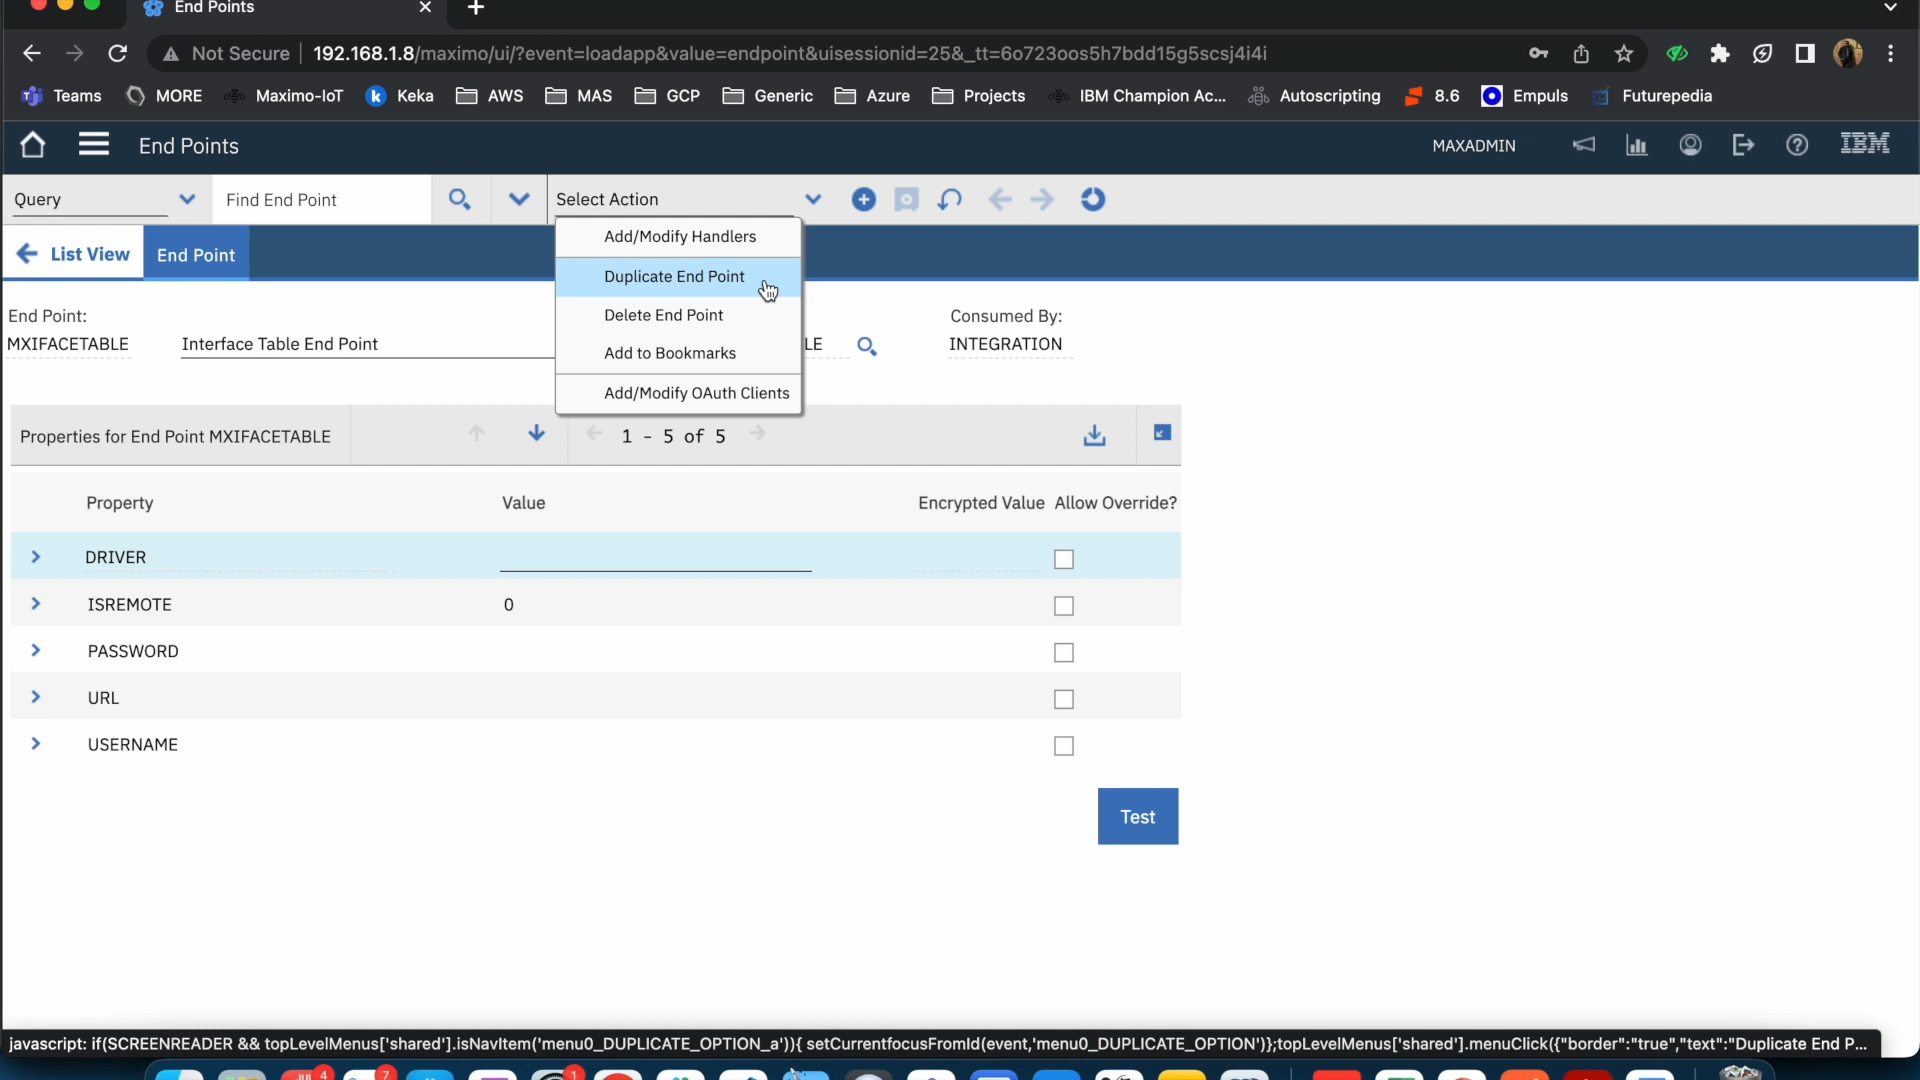 End Points
Not Secure 192.168.1.8/maximo/ui/?event=loadapp&value=endpoint&uisessionid=25&_tt=6o723oos5h7bdd15g5scsj4i4i
Teams MORE Maximo-IoT Keka AWS MAS GCP Generic Azure Projects IBM Champion Ac... Autoscripting 8.6 Empuls Futurepedia
End Points MAXADMIN IBM
Query Find End Point Select Action
Add/Modify Handlers
List View End Point
Duplicate End Point
Delete End Point
Add to Bookmarks
Add/Modify OAuth Clients
End Point: Consumed By:
MXIFACETABLE Interface Table End Point LE INTEGRATION
Properties for End Point MXIFACETABLE 1 - 5 of 5
Property Value Encrypted Value Allow Override?
DRIVER
ISREMOTE 0
PASSWORD
URL
USERNAME
Test
javascript: if(SCREENREADER && topLevelMenus['shared'].isNavItem('menu0_DUPLICATE_OPTION_a')){ setCurrentfocusFromId(event,'menu0_DUPLICATE_OPTION')};topLevelMenus['shared'].menuClick({"border":"true","text":"Duplicate End P...
4 7 1